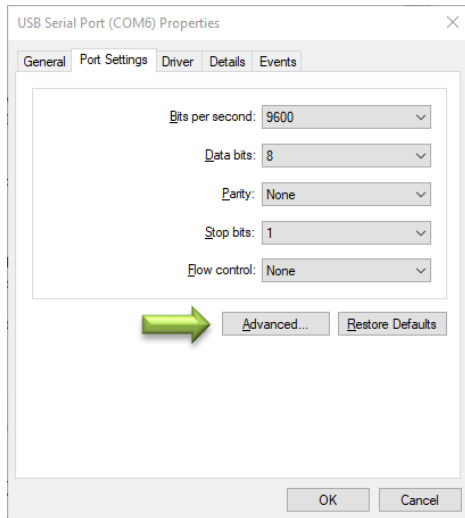 USB Serial Port (COM6) Properties
General Port Settings Driver Details Events
Bits per second: 9600
Data bits: 8
Parity: None
Stop bits: 1
Flow control: None
Advanced... Restore Defaults
OK Cancel